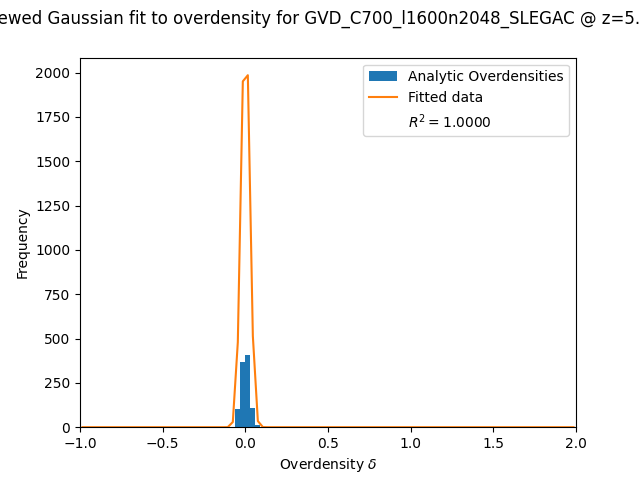 ewed Gaussian fit to overdensity for GVD_C700_l1600n2048_SLEGAC @ z=5.
Analytic Overdensities
Fitted data
R² = 1.0000
Frequency
2000
1750
1500
1250
1000
750
500
250
0
−1.0 −0.5 0.0 0.5 1.0 1.5 2.0
Overdensity δ